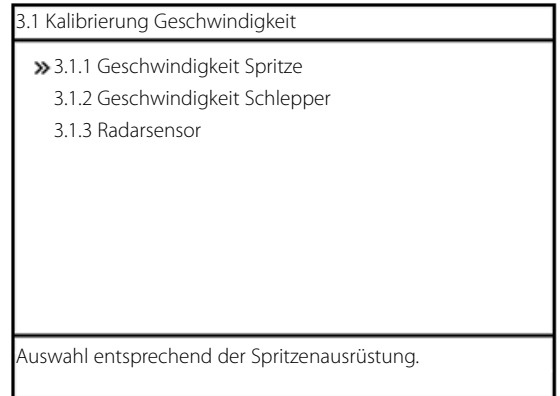 3.1 Kalibrierung Geschwindigkeit
» 3.1.1 Geschwindigkeit Spritze
3.1.2 Geschwindigkeit Schlepper
3.1.3 Radarsensor
Auswahl entsprechend der Spritzenausrüstung.